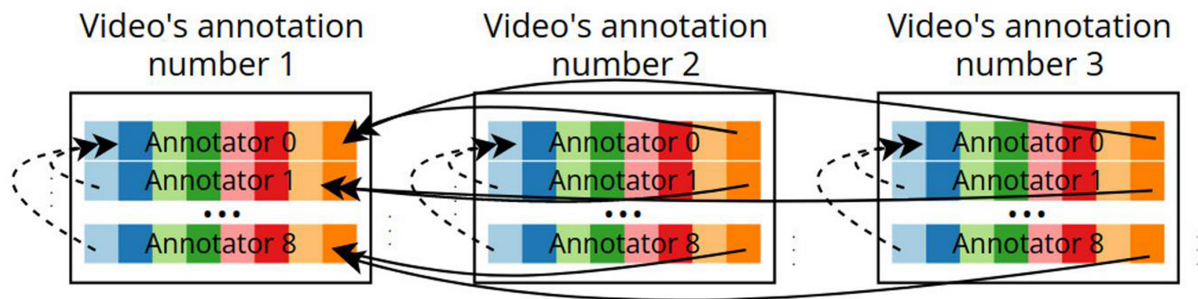 Video's annotation
number 1
Video's annotation
number 2
Video's annotation
number 3
Annotator 0
Annotator 1
...
Annotator 8
Annotator 0
Annotator 1
...
Annotator 8
Annotator 0
Annotator 1
...
Annotator 8